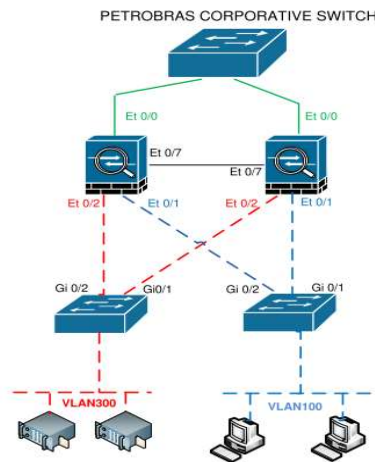 PETROBRAS CORPORATIVE SWITCH
Et 0/0 Et 0/0
Et 0/7
Et 0/7
Et 0/2 Et 0/1 Et 0/2 Et 0/1
Gi 0/2 Gi0/1 Gi 0/2 Gi 0/1
VLAN300 VLAN100